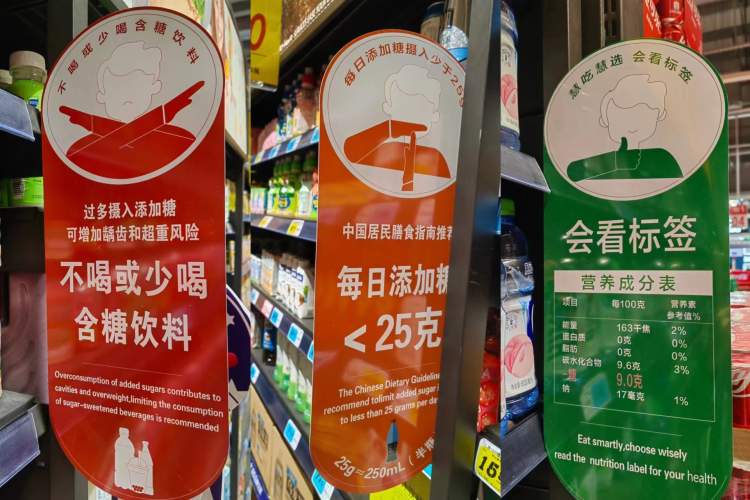 不喝或少喝含糖饮料
过多摄入添加糖
可增加龋齿和超重风险
不喝或少喝
含糖饮料
Overconsumption of added sugars contributes to
cavities and overweight,limiting the consumption
of sugar-sweetened beverages is recommended
每日添加糖摄入少于25g
中国居民膳食指南推荐
每日添加糖
<25克
The Chinese Dietary Guideline
recommend tolimit added sugar
to less than 25 grams per da
25g=250mL
慧吃慧选 会看标签
会看标签
营养成分表
项目 每100克 营养素
参考值%
能量 163千焦 2%
蛋白质 0克 0%
脂肪 0克 0%
碳水化合物 9.6克 3%
糖 9.0克
钠 17毫克 1%
Eat smartly,choose wisely
read the nutrition label for your health
15